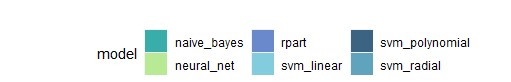 model
naive_bayes rpart svm_polynomial
neural_net svm_linear svm_radial